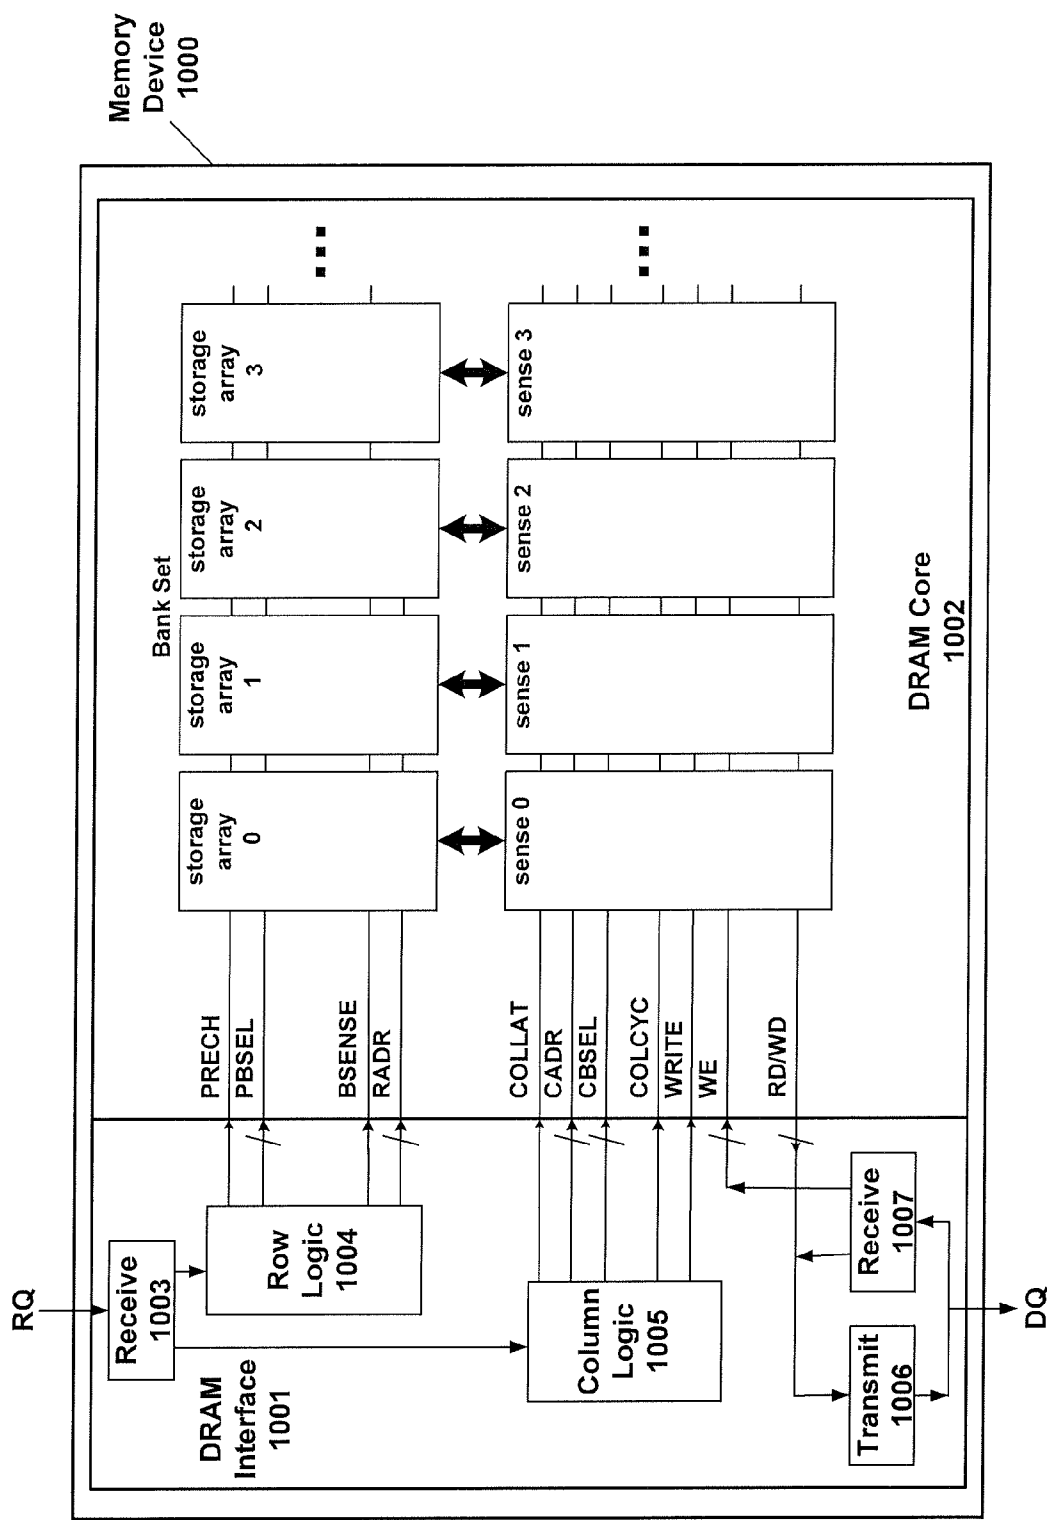 Memory
Device
1000
RQ
Receive
1003
DRAM
Interface
1001
Row
Logic
1004
Column
Logic
1005
Transmit
1006
Receive
1007
DQ
PRECH
PBSEL
BSENSE
RADR
COLLAT
CADR
CBSEL
COLCYC
WRITE
WE
RD/WD
Bank Set
storage
array
0
storage
array
1
storage
array
2
storage
array
3
sense 0
sense 1
sense 2
sense 3
DRAM Core
1002